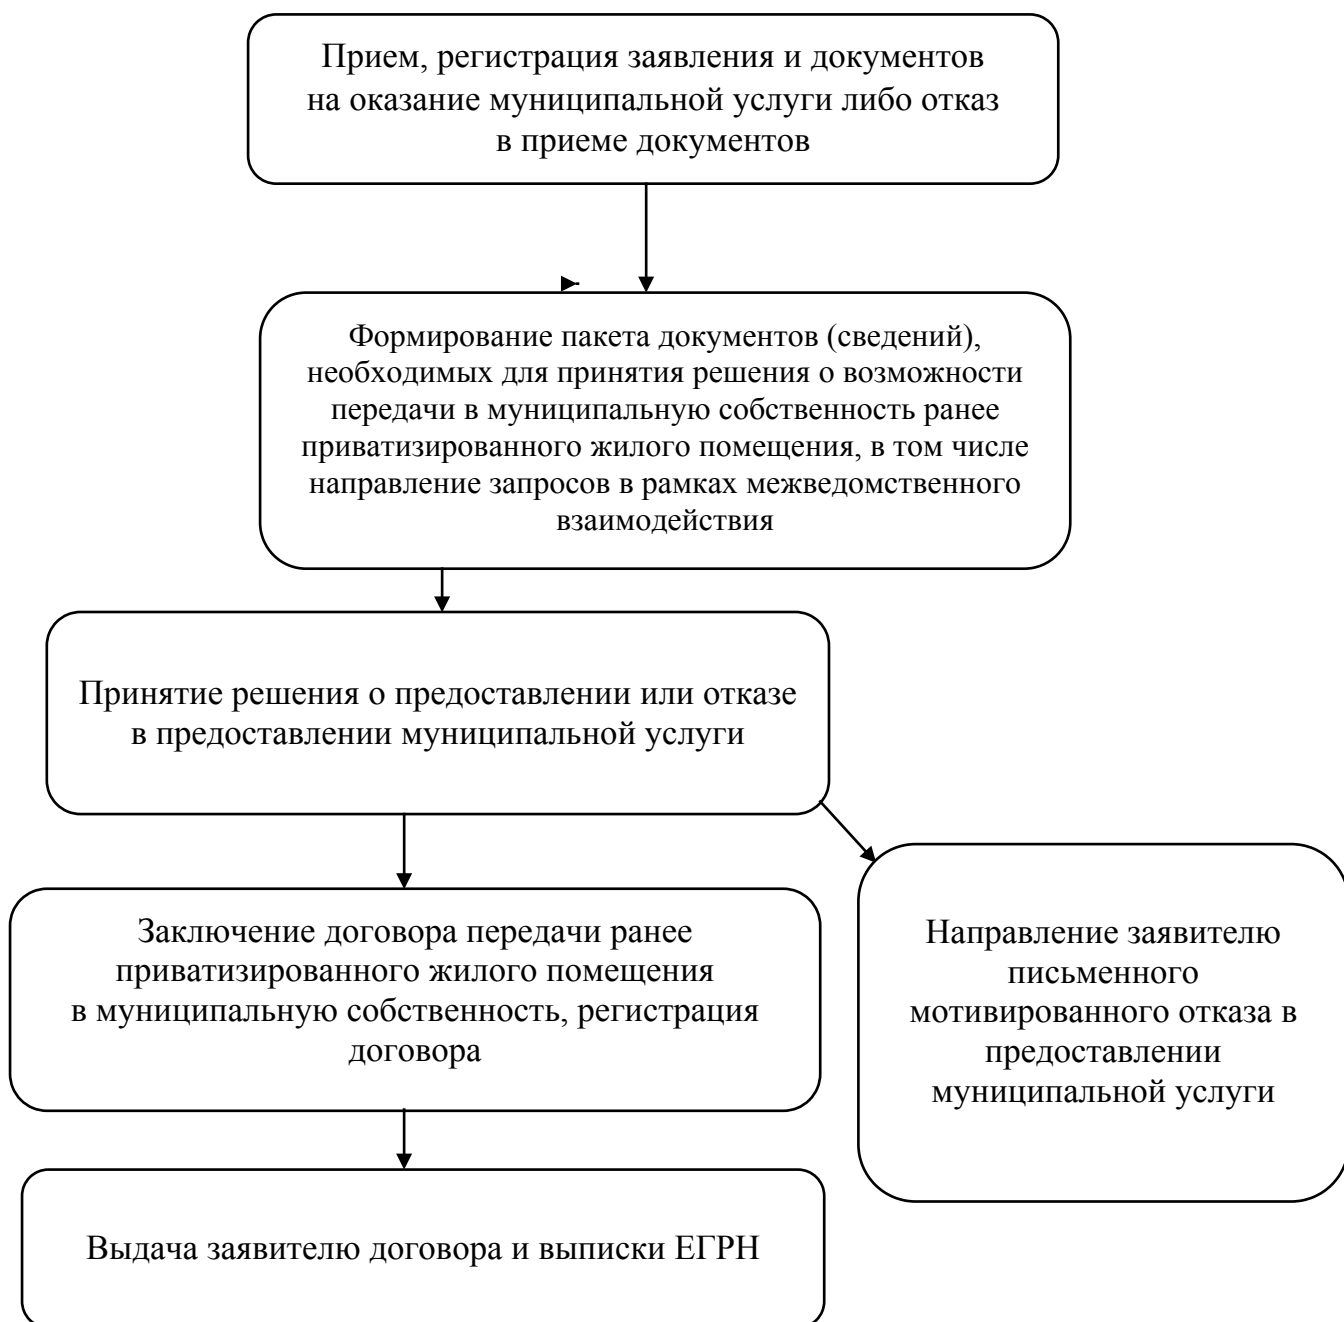 Прием, регистрация заявления и документов
на оказание муниципальной услуги либо отказ
в приеме документов
Формирование пакета документов (сведений),
необходимых для принятия решения о возможности
передачи в муниципальную собственность ранее
приватизированного жилого помещения, в том числе
направление запросов в рамках межведомственного
взаимодействия
Принятие решения о предоставлении или отказе
в предоставлении муниципальной услуги
Заключение договора передачи ранее
приватизированного жилого помещения
в муниципальную собственность, регистрация
договора
Направление заявителю
письменного
мотивированного отказа в
предоставлении
муниципальной услуги
Выдача заявителю договора и выписки ЕГРН